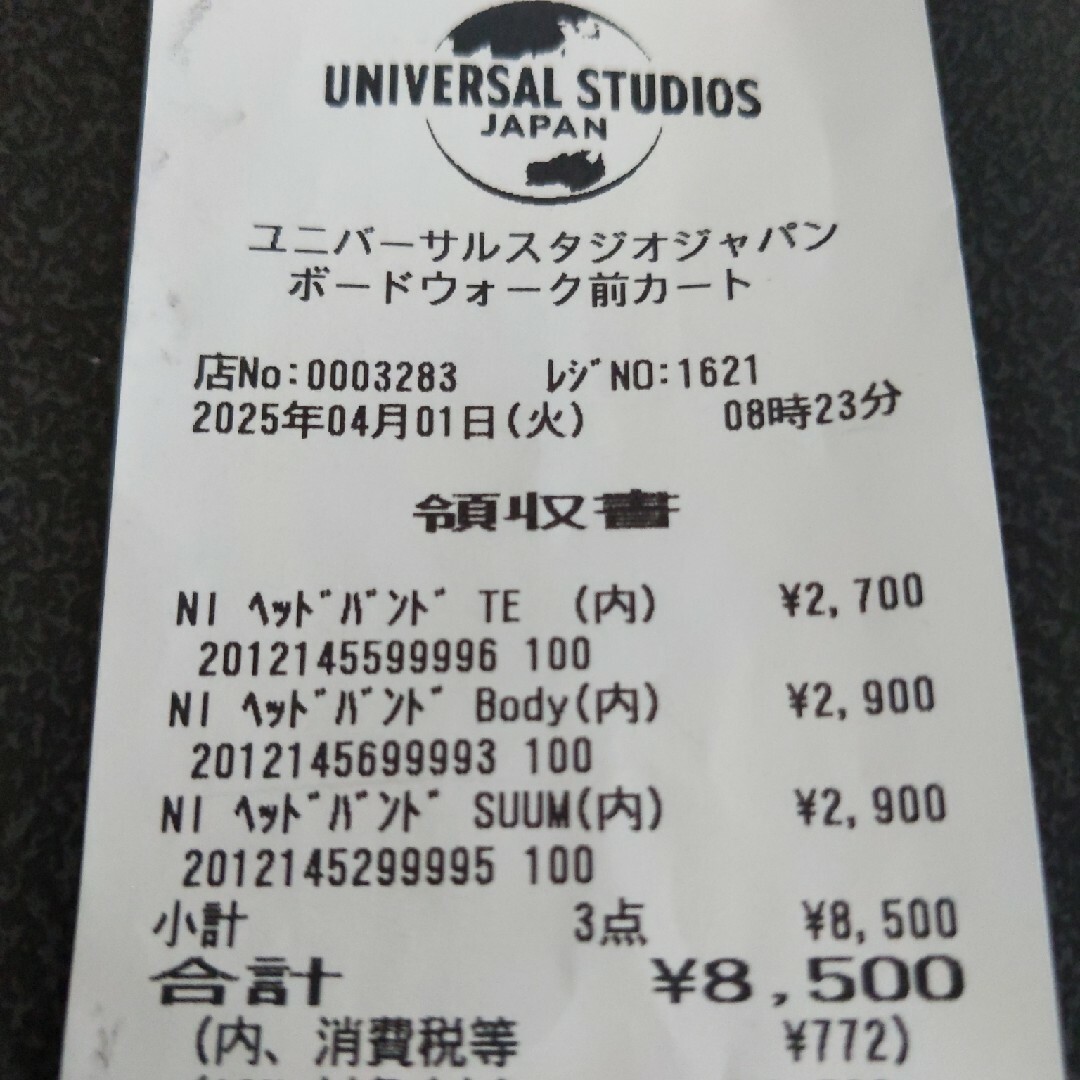 UNIVERSAL STUDIOS
JAPAN
ユニバーサルスタジオジャパン
ボードウォーク前カート
店No:0003283 ﾚｼﾞNO:1621
2025年04月01日(火) 08時23分
領収書
NI ﾍｯﾄﾞﾊﾞﾝﾄﾞ TE (内) ¥2,700
2012145599996 100
NI ﾍｯﾄﾞﾊﾞﾝﾄﾞ Body(内) ¥2,900
2012145699993 100
NI ﾍｯﾄﾞﾊﾞﾝﾄﾞ SUUM(内) ¥2,900
2012145299995 100
小計 3点 ¥8,500
合計 ¥8,500
(内、消費税等 ¥772)